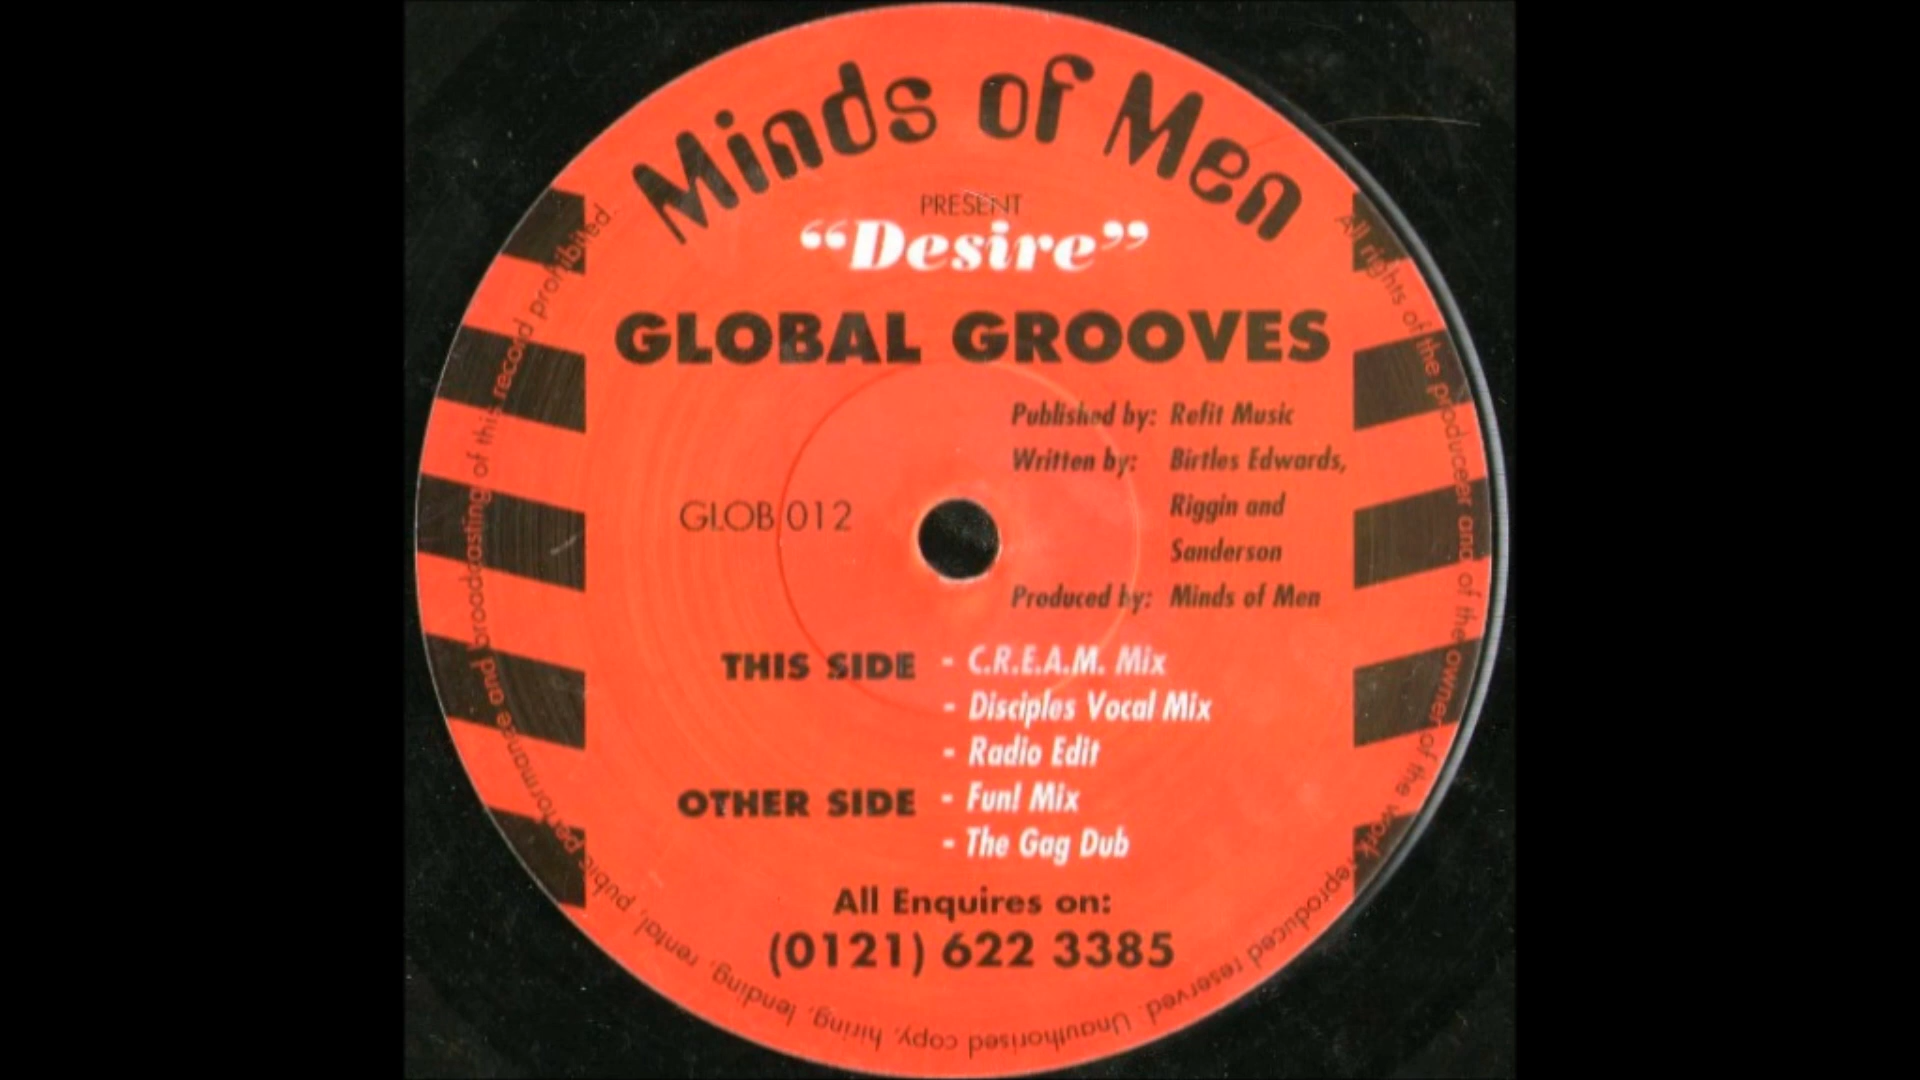 Minds of Men
PRESENT
“Desire”
GLOBAL GROOVES
Published by: Refit Music
Written by: Birtles Edwards,
Riggin and
Sanderson
GLOB 012
Produced by: Minds of Men
THIS SIDE - C.R.E.A.M. Mix
- Disciples Vocal Mix
- Radio Edit
OTHER SIDE - Fun! Mix
- The Gag Dub
All Enquires on:
(0121) 622 3385
All rights of the producer and of the owner of the work reproduced reserved. Unauthorised copy, hiring, lending, public performance and broadcasting of this record prohibited.